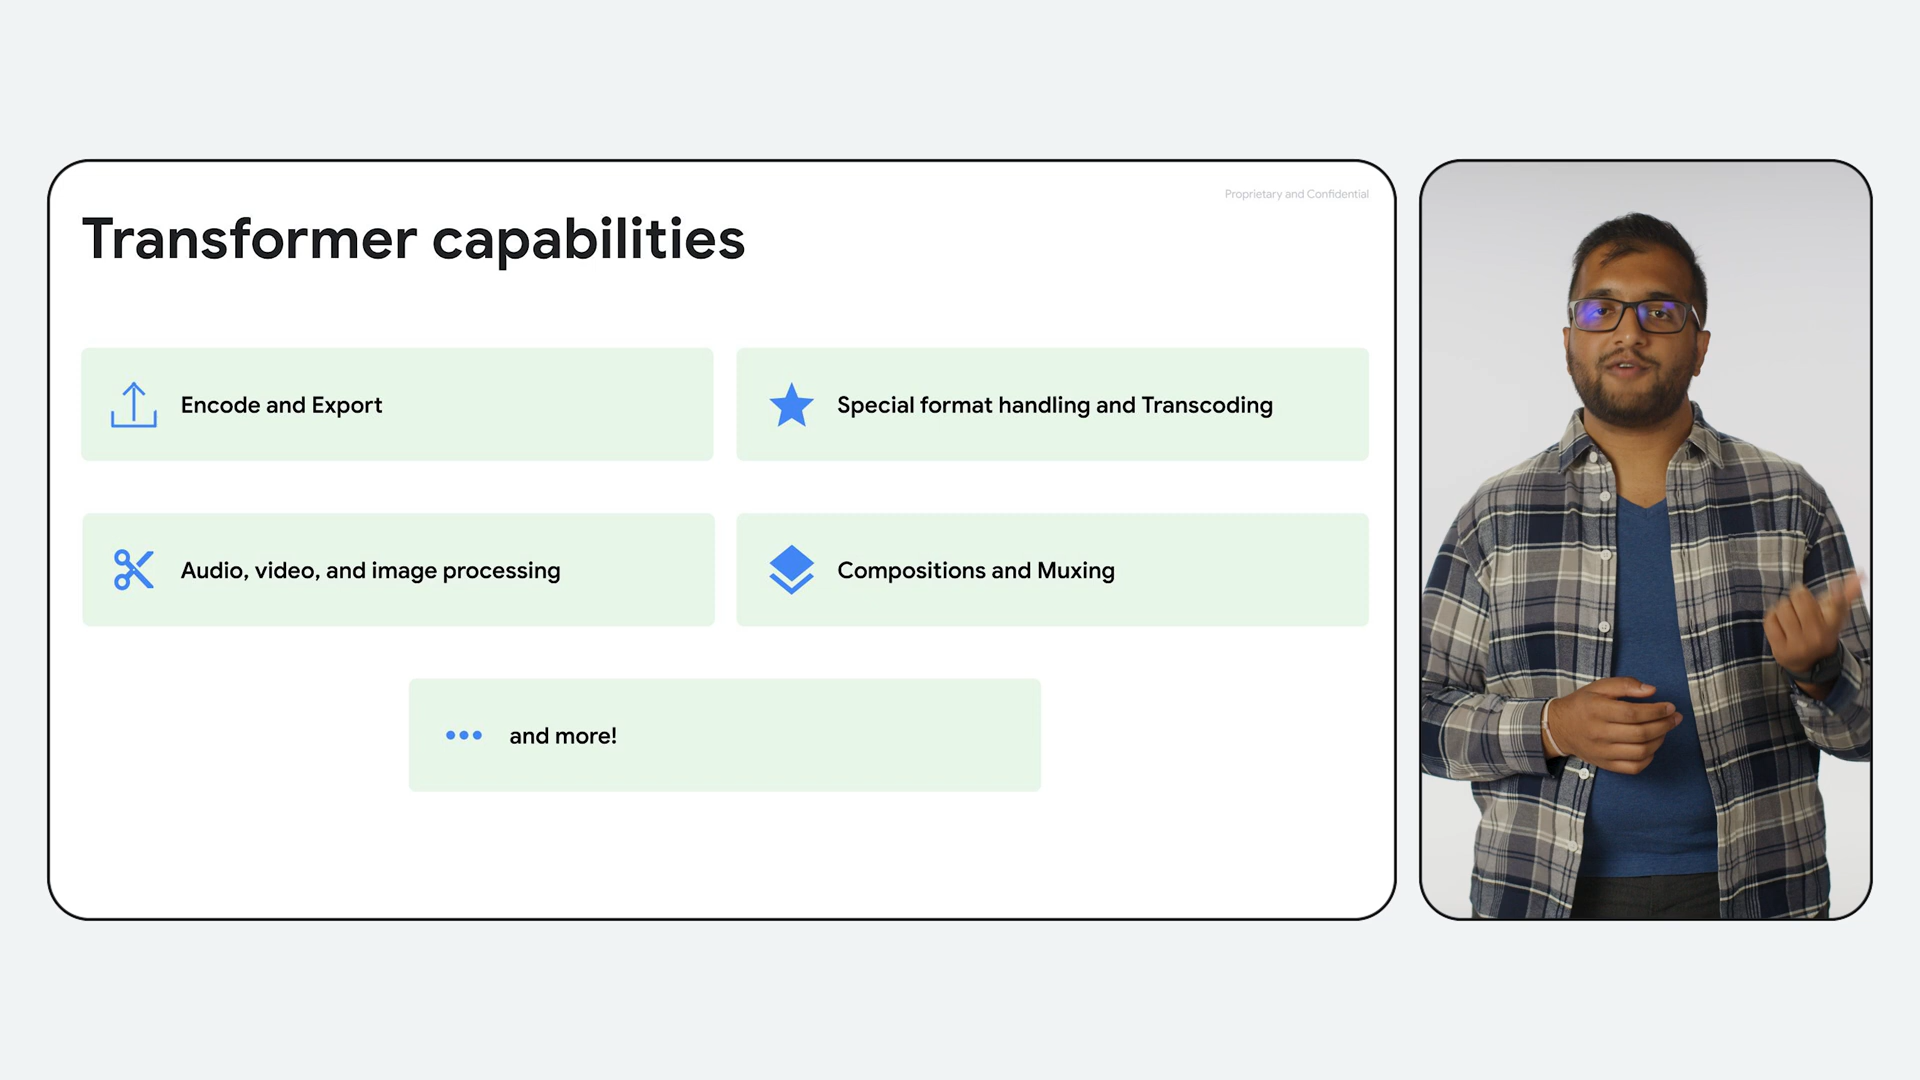 Proprietary and Confidential
Transformer capabilities
Encode and Export
Special format handling and Transcoding
Audio, video, and image processing
Compositions and Muxing
and more!